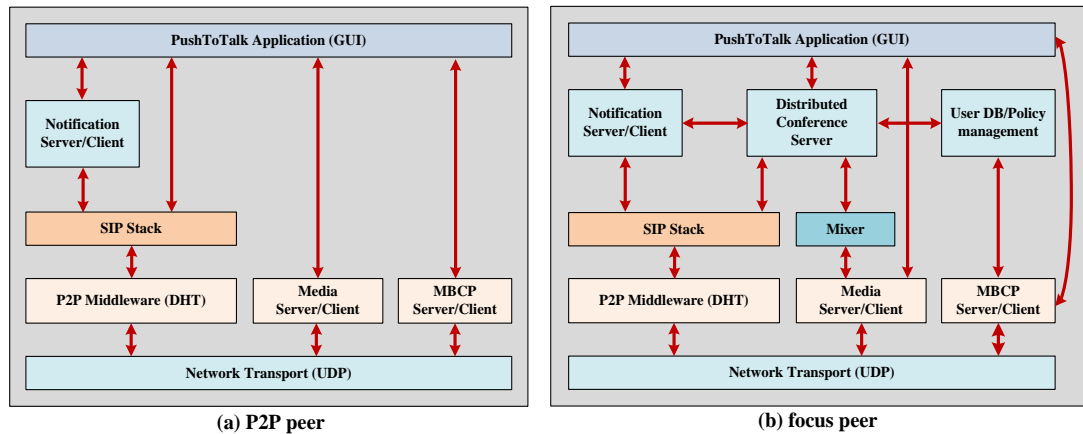 PushToTalk Application (GUI)
Notification
Server/Client
SIP Stack
P2P Middleware (DHT)
Media
Server/Client
MBCP
Server/Client
Network Transport (UDP)
(a) P2P peer
PushToTalk Application (GUI)
Notification
Server/Client
Distributed
Conference
Server
User DB/Policy
management
SIP Stack
Mixer
P2P Middleware (DHT)
Media
Server/Client
MBCP
Server/Client
Network Transport (UDP)
(b) focus peer